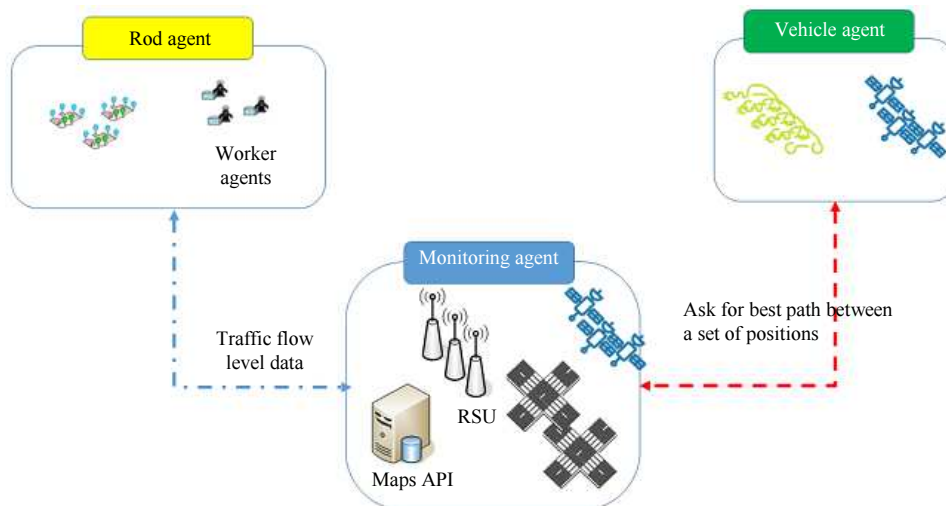 Rod agent
Vehicle agent
Worker
agents
Monitoring agent
Traffic flow
level data
Ask for best path between
a set of positions
RSU
Maps API